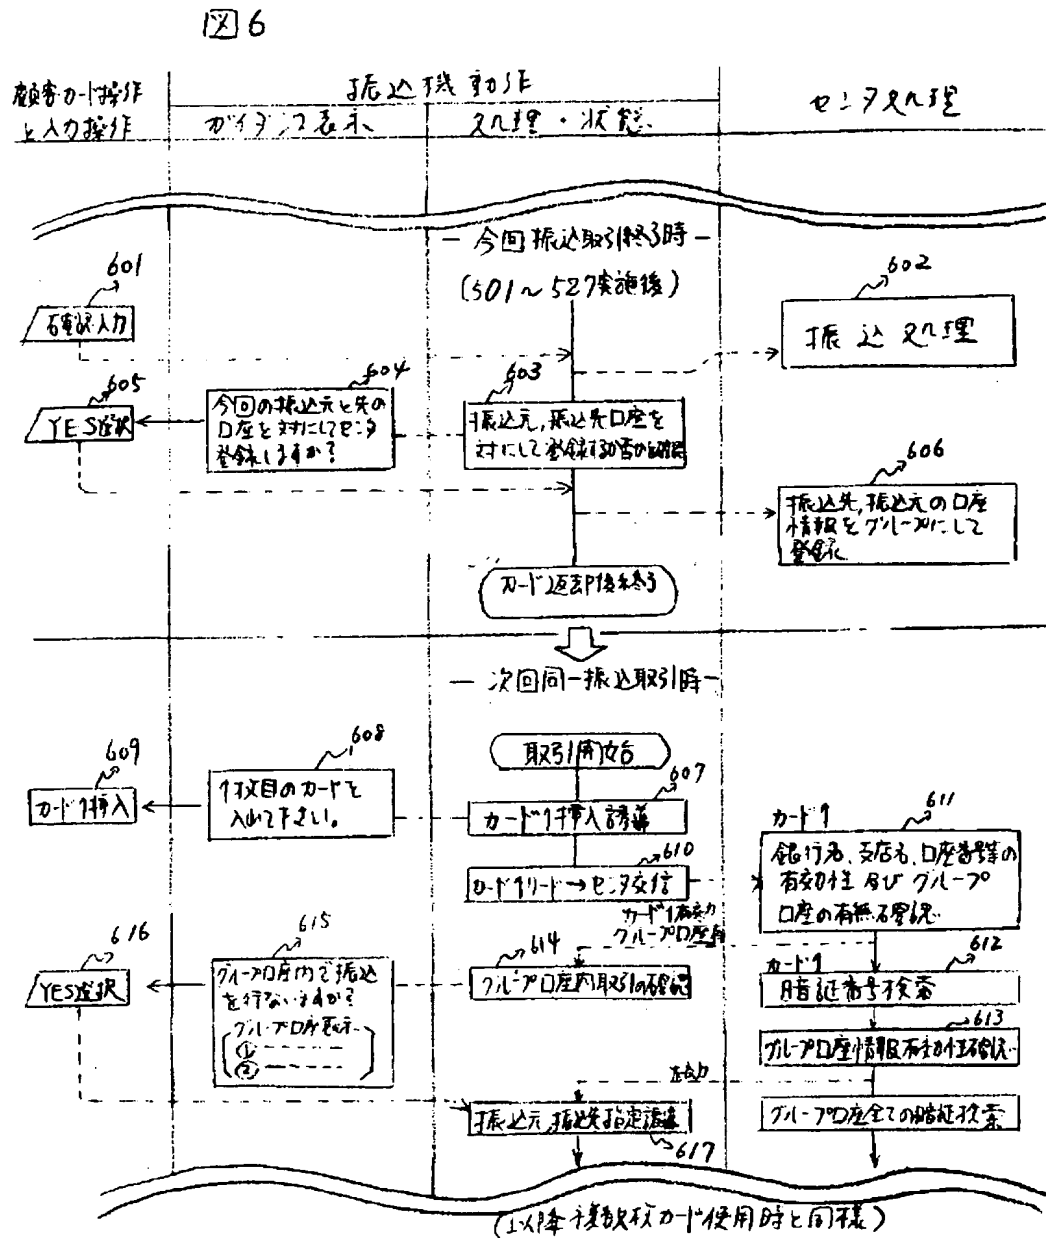 図6
顧客カード操作
と入力操作
振込機動作
ガイダンス表示
処理・状態
センタ処理
― 今回振込取引終了時 ―
(501~527実施後)
601
確認入力
602
振込処理
605
YES選択
604
今回の振込元と先の
口座を対にしてセンタ
登録しますか?
603
振込元,振込先口座を
対にして登録するか否か確認
606
振込先,振込元の口座
情報をグループにして
登録
カード返却後終了
― 次回同一振込取引時 ―
取引開始
609
カード1挿入
608
1枚目のカードを
入れて下さい。
607
カード1挿入誘導
610
カード1リード→センタ交信
611
カード1
銀行名、支店名、口座番号等の
有効性及びグループ
口座の有無確認
カード1有効
グループ口座有
612
カード1
暗証番号検索
616
YES選択
615
グループ口座内で振込
を行ないますか?
グループ口座表示
①
②
614
グループ口座内取引の確認
613
グループ口座情報有効性確認
有効
振込元,振込先指定誘導
617
グループ口座全ての暗証検索
(以降複数枚カード使用時と同様)